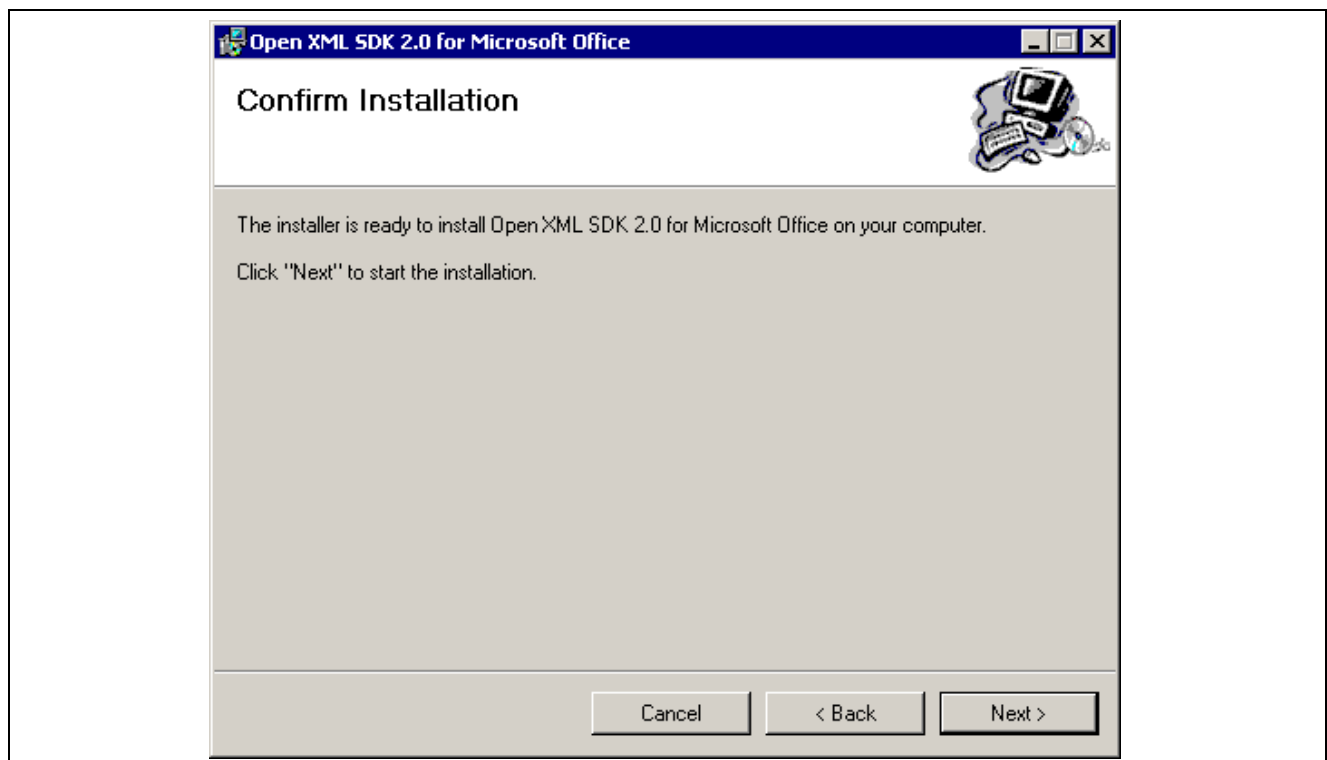 Open XML SDK 2.0 for Microsoft Office
Confirm Installation
The installer is ready to install Open XML SDK 2.0 for Microsoft Office on your computer.
Click "Next" to start the installation.
Cancel
< Back
Next >